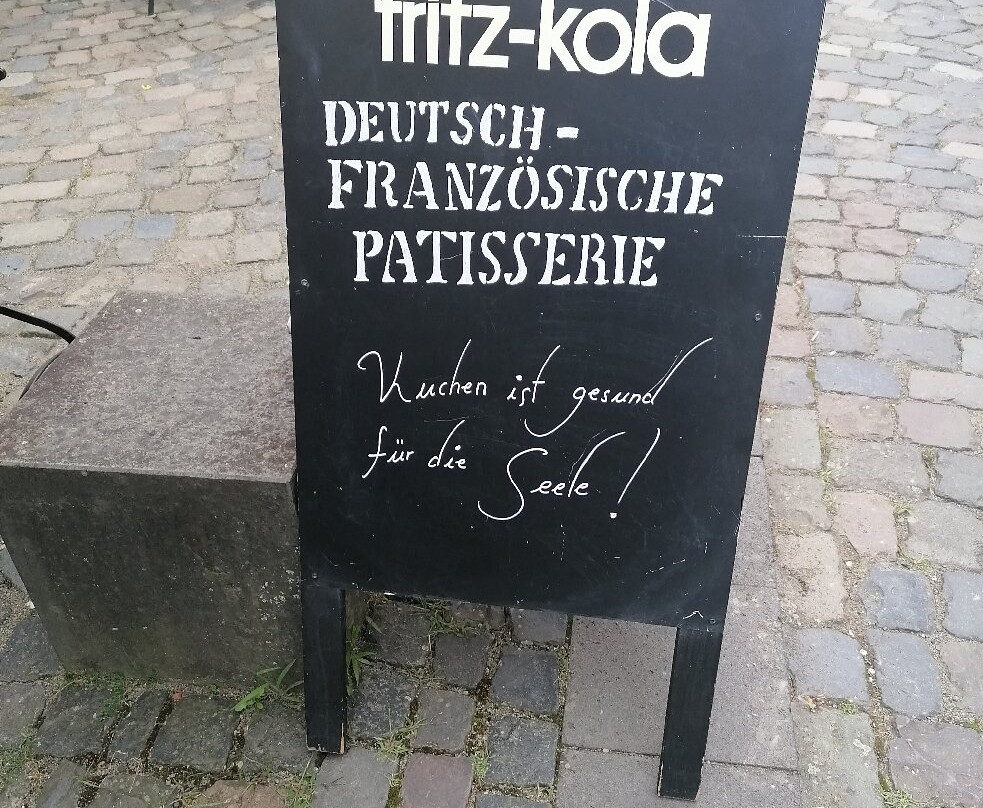 fritz-kola
DEUTSCH-
FRANZÖSISCHE
PATISSERIE
Kuchen ist gesund
für die Seele!